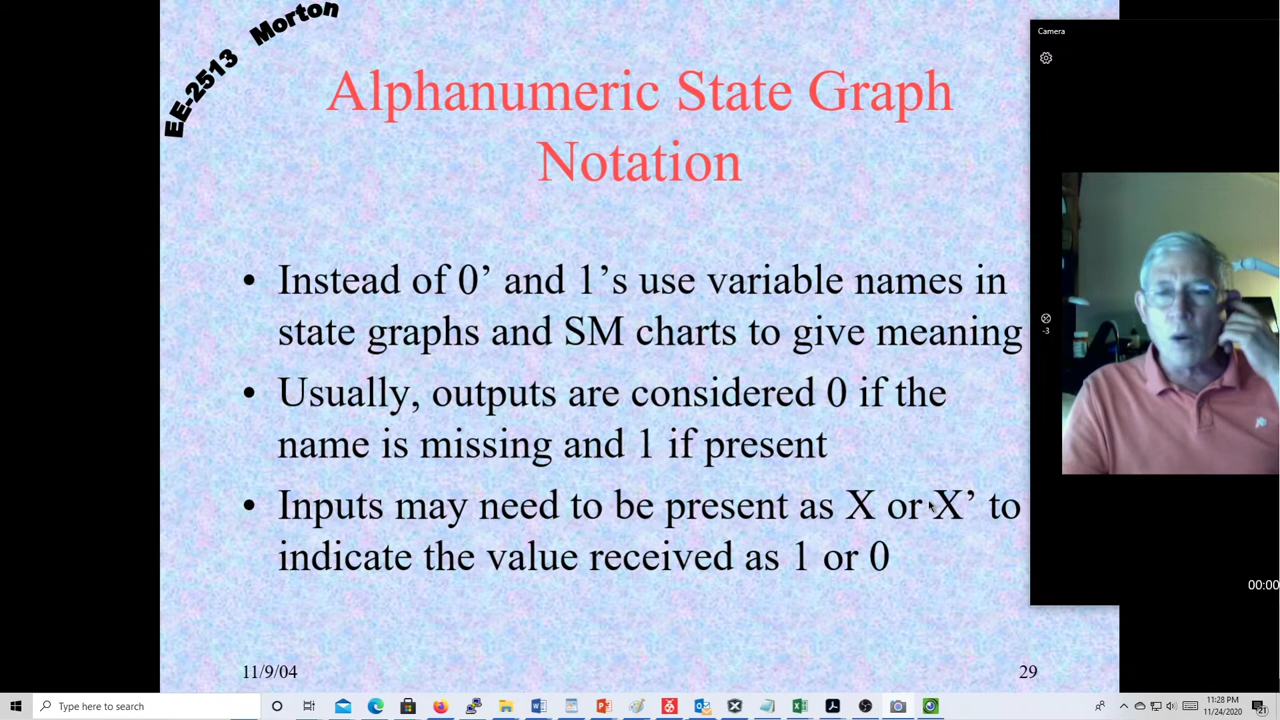 EE-2513 Morton
Camera
Alphanumeric State Graph
Notation
• Instead of 0’ and 1’s use variable names in
state graphs and SM charts to give meaning
-3
• Usually, outputs are considered 0 if the
name is missing and 1 if present
• Inputs may need to be present as X or X’ to
indicate the value received as 1 or 0
00:00
11/9/04
29
Type here to search
11:28 PM
11/24/2020
21